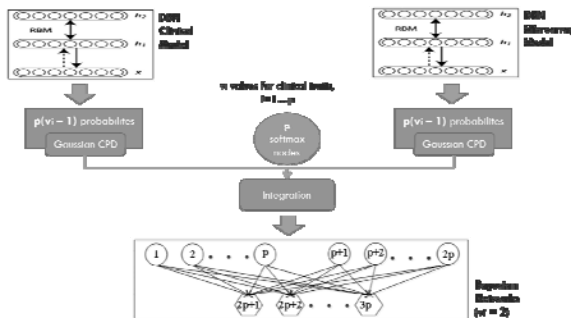 h₂
RBM
h₁
x
DBN
Clinical
Model
h₂
RBM
h₁
x
DBN
Microarray
Model
p(vi − 1) probabilites
Gaussian CPD
vi values for clinical traits,
i=1.....p
p
softmax
nodes
p(vi − 1) probabilites
Gaussian CPD
Integration
1 2 . . . p p+1 p+2 . . . 2p
2p+1 2p+2 . . . 3p
Bayesian
Networks